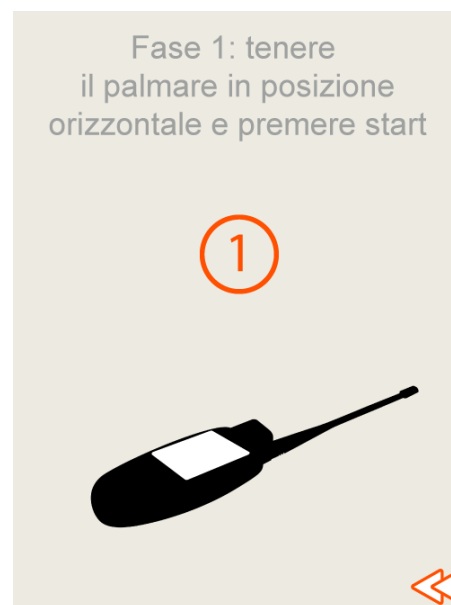 Fase 1: tenere
il palmare in posizione
orizzontale e premere start
1